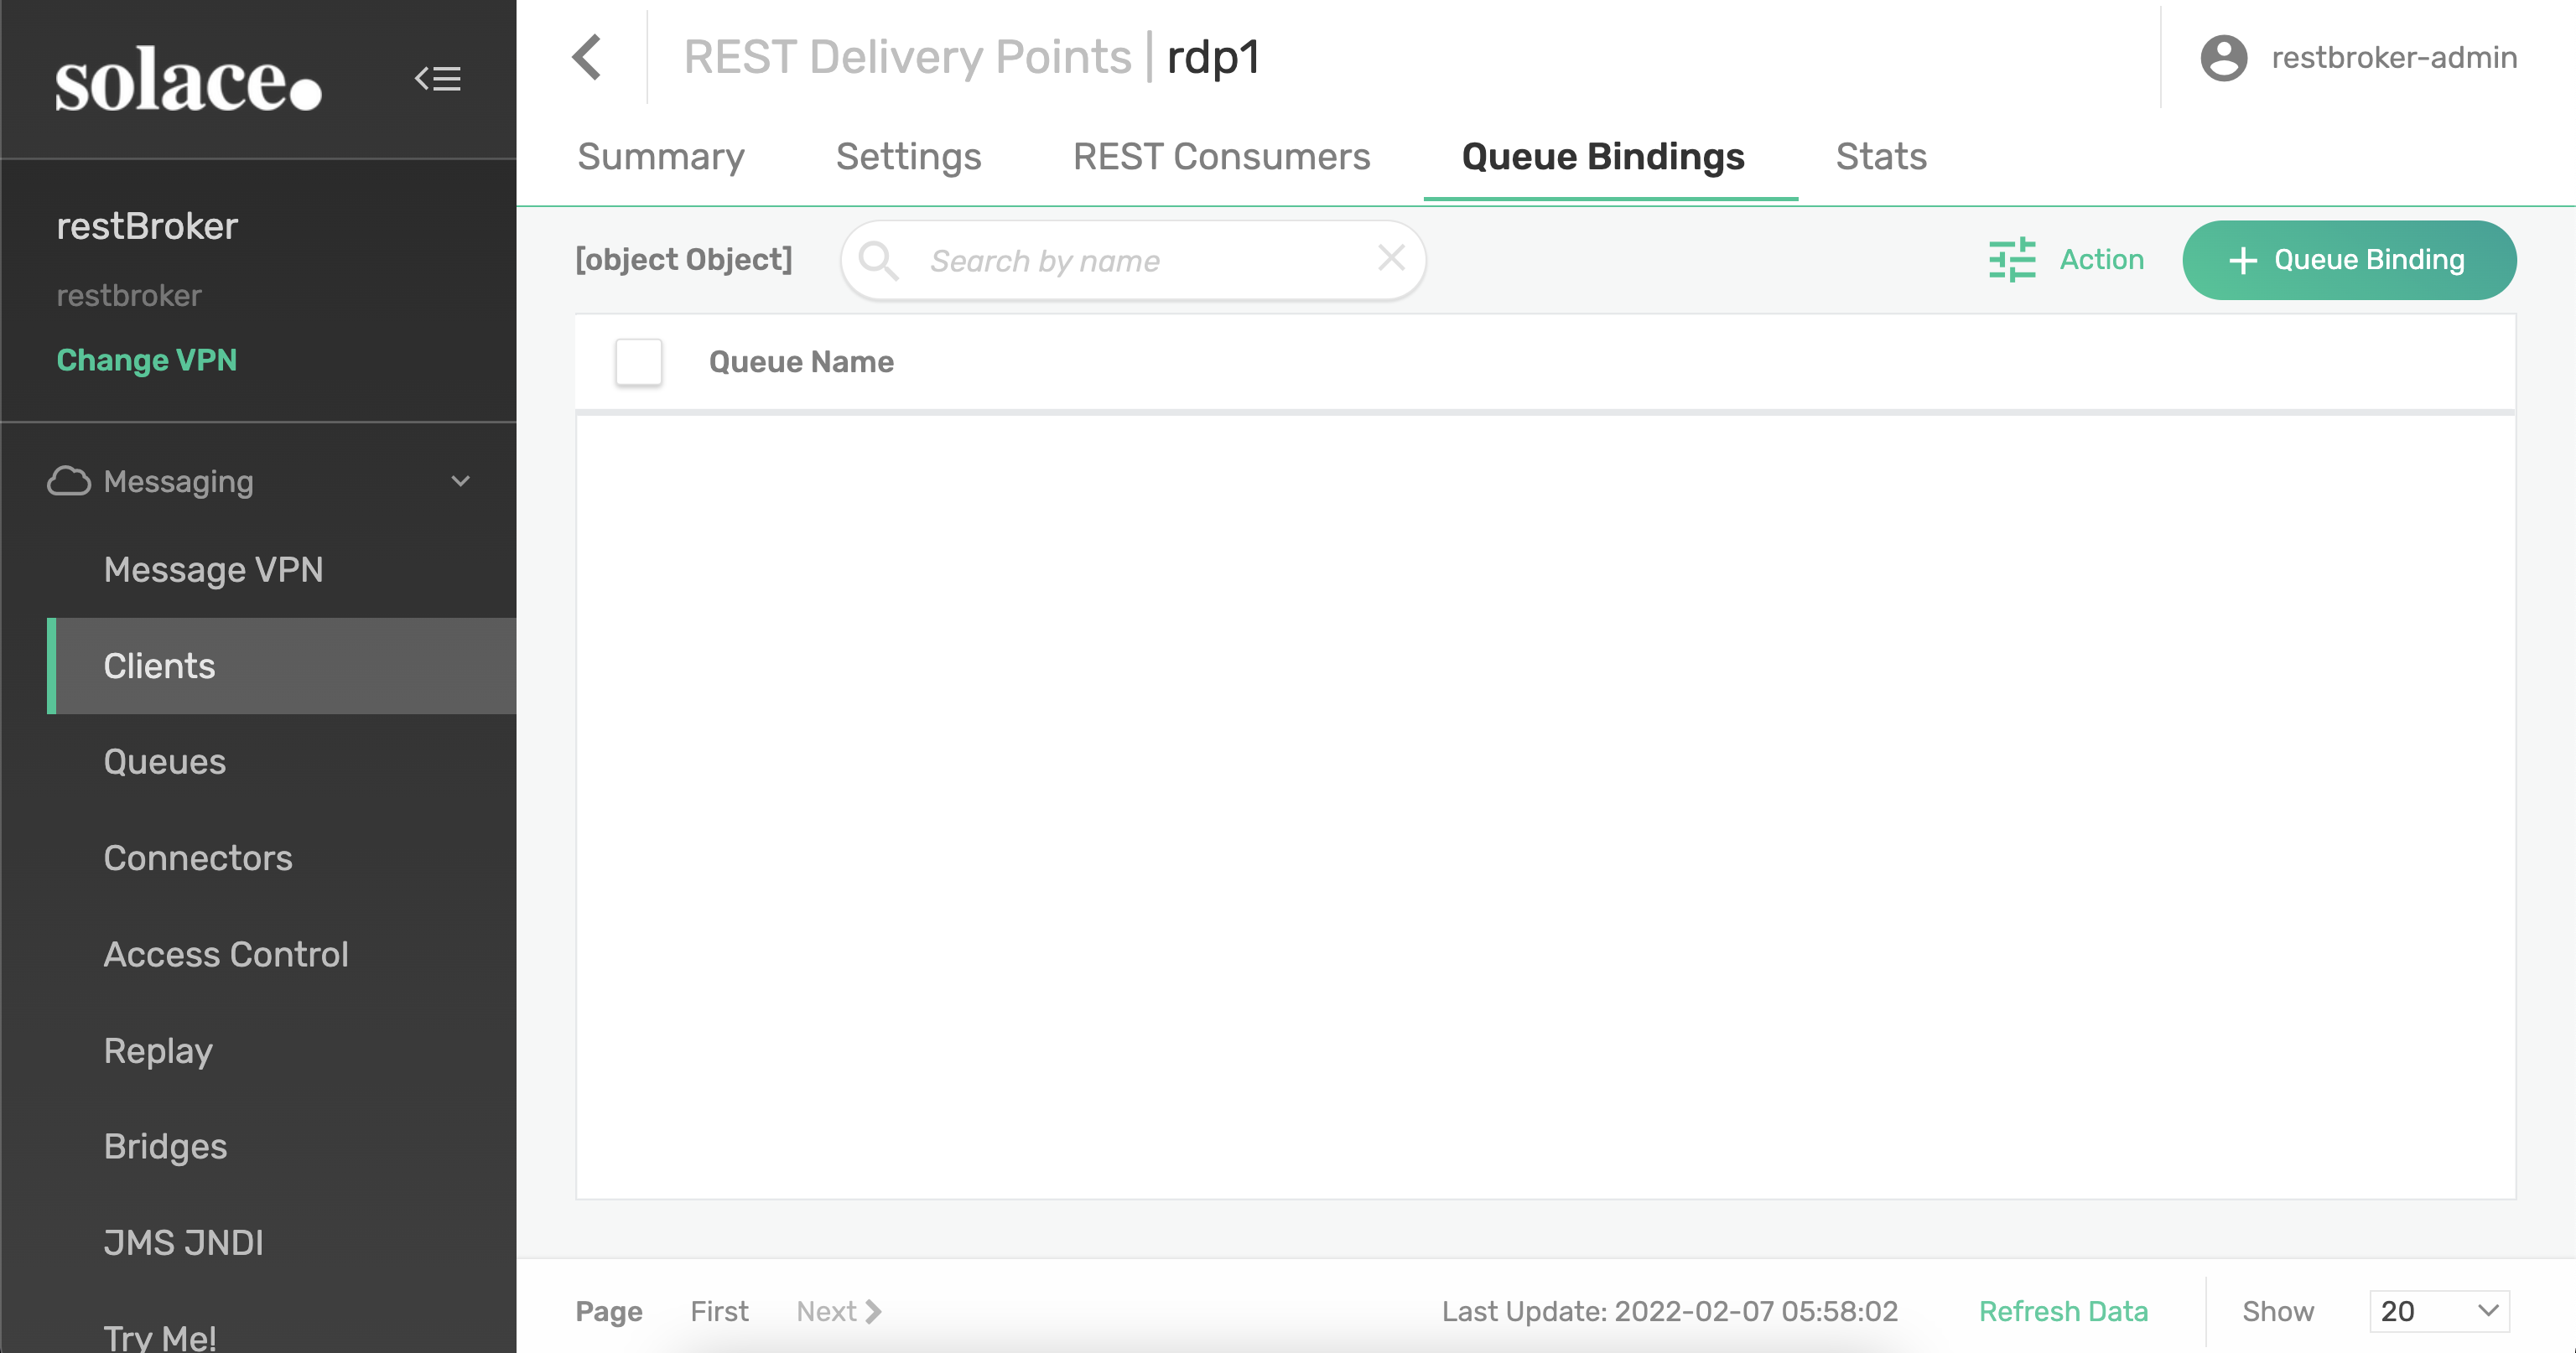 solace.
restBroker
restbroker
Change VPN
Messaging
Message VPN
Clients
Queues
Connectors
Access Control
Replay
Bridges
JMS JNDI
Try Me!
REST Delivery Points | rdp1
restbroker-admin
Summary Settings REST Consumers Queue Bindings Stats
[object Object] Search by name Action + Queue Binding
Queue Name
Page First Next Last Update: 2022-02-07 05:58:02 Refresh Data Show 20